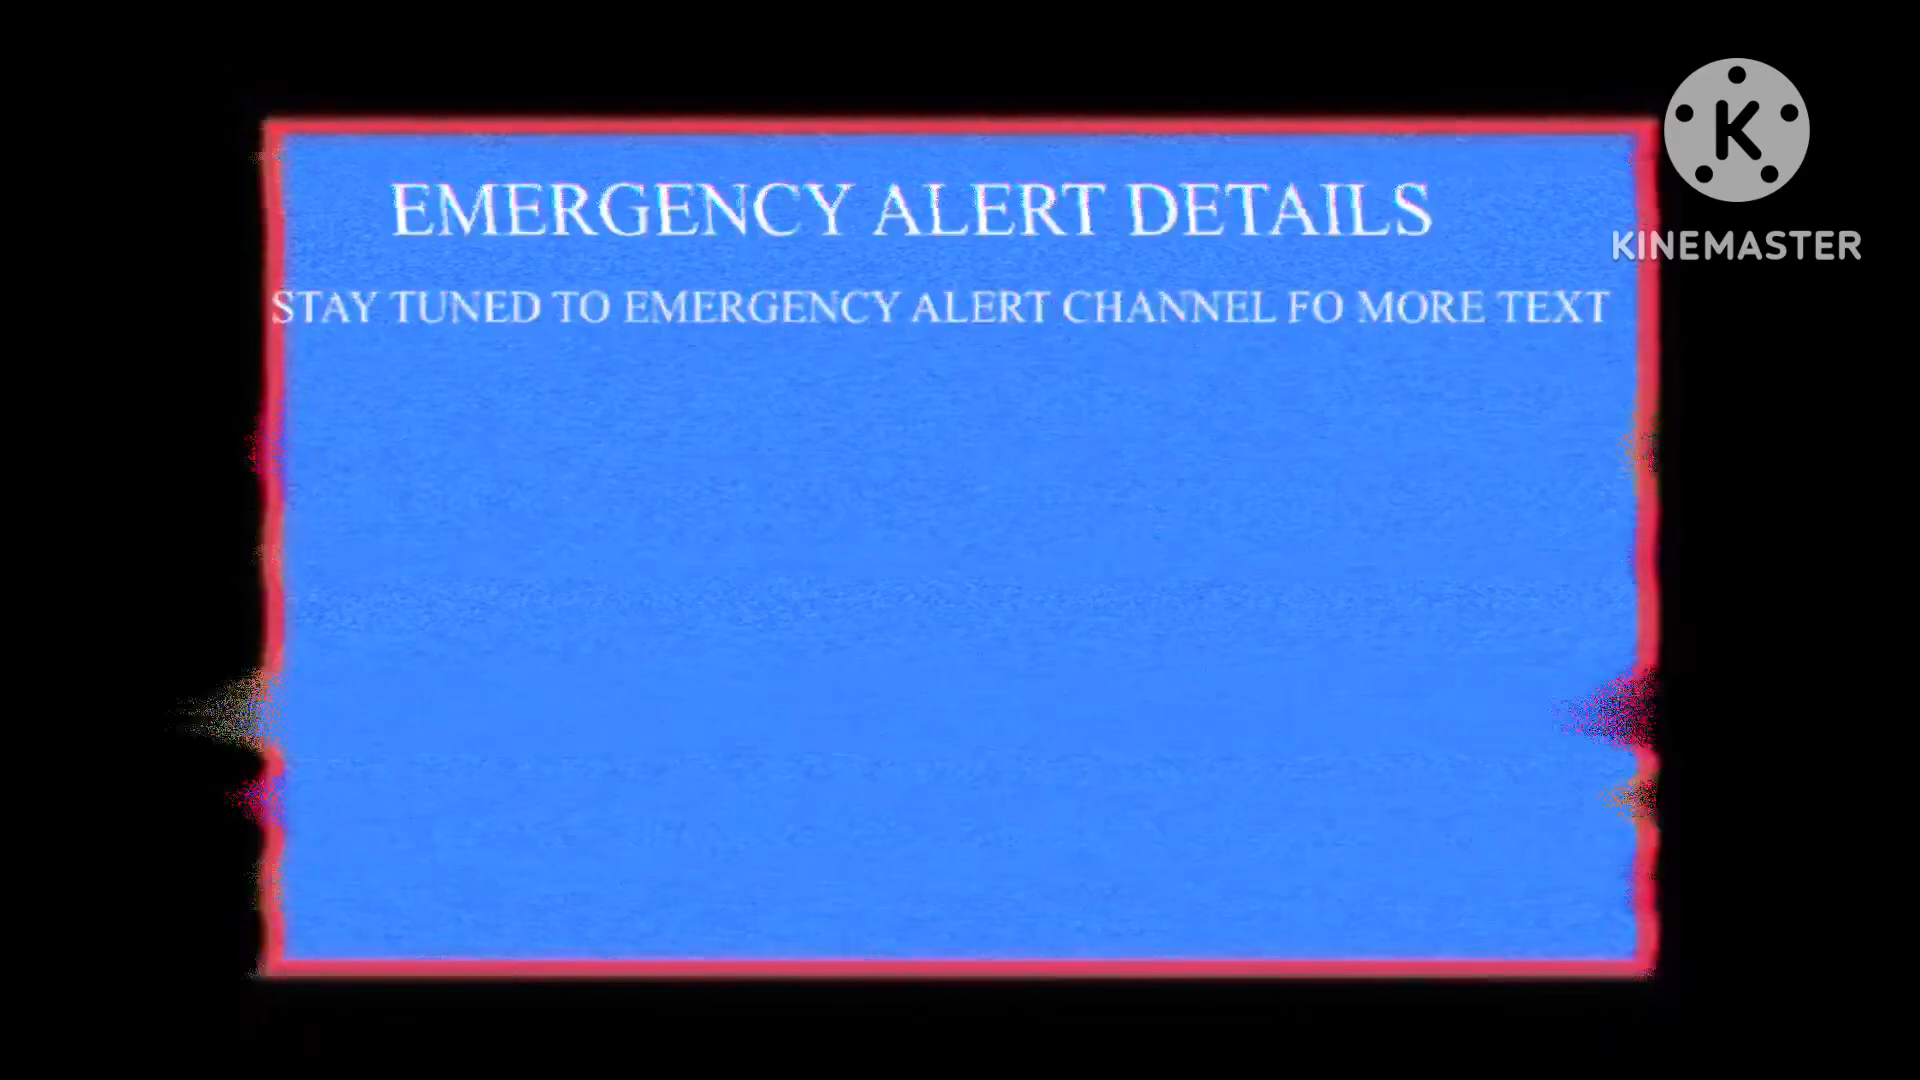 EMERGENCY ALERT DETAILS
STAY TUNED TO EMERGENCY ALERT CHANNEL FO MORE TEXT
K
KINEMASTER